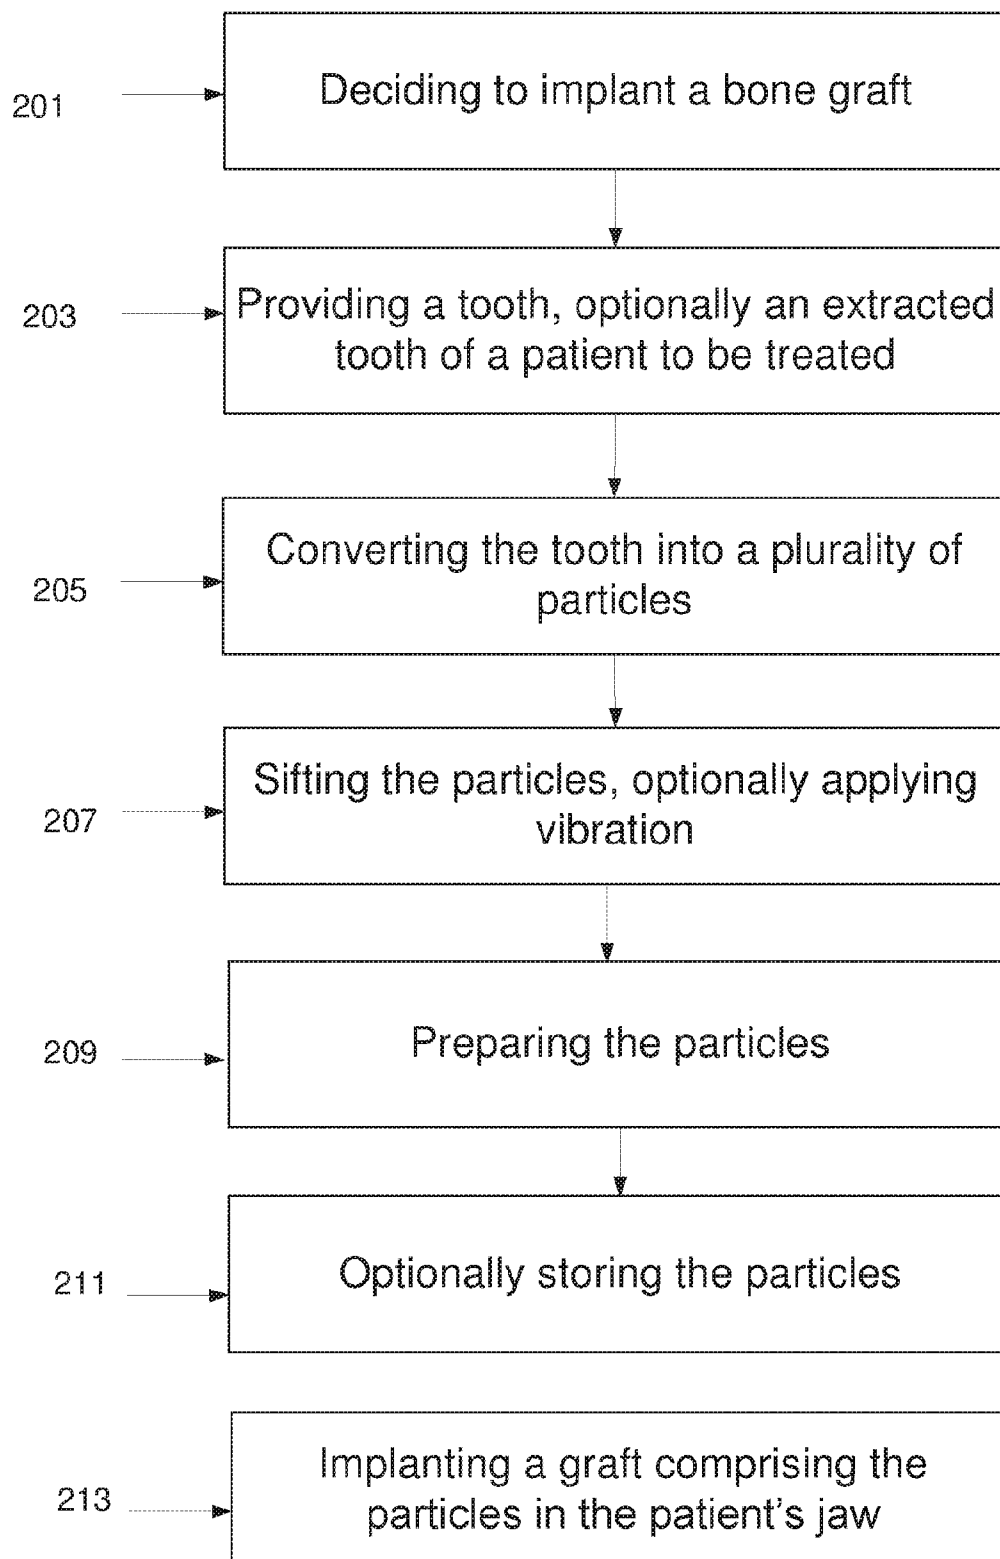 201
Deciding to implant a bone graft
203
Providing a tooth, optionally an extracted
tooth of a patient to be treated
205
Converting the tooth into a plurality of
particles
207
Sifting the particles, optionally applying
vibration
209
Preparing the particles
211
Optionally storing the particles
213
Implanting a graft comprising the
particles in the patient's jaw